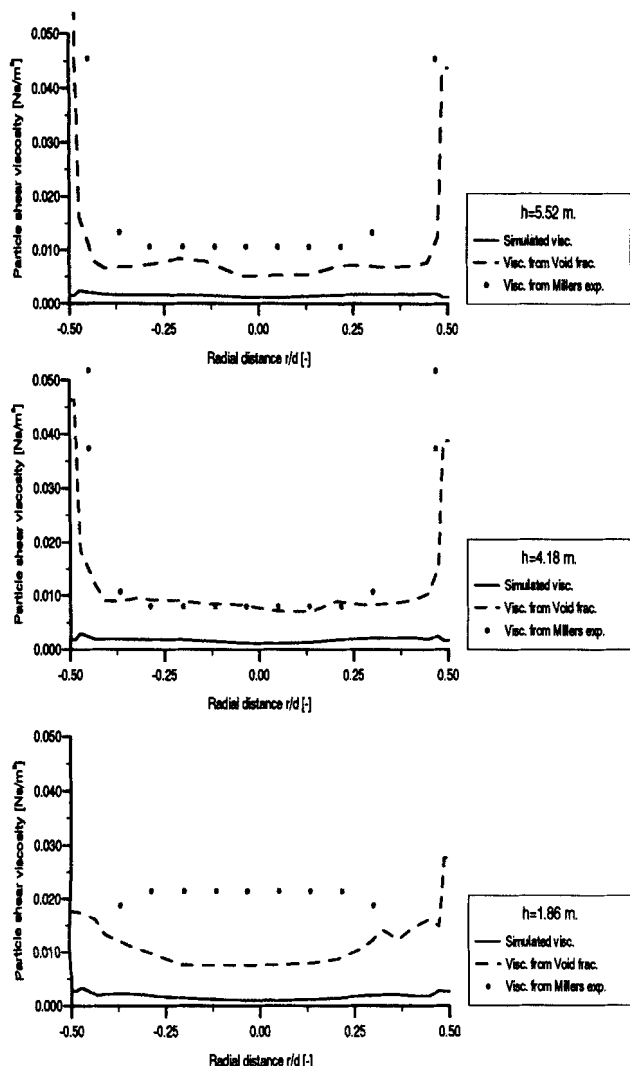 0.050
0.040
0.030
0.020
0.010
0.000
Particle shear viscosity [Ns/m²]
-0.50 -0.25 0.00 0.25 0.50
Radial distance r/d [-]
h=5.52 m.
Simulated visc.
Visc. from Void frac.
Visc. from Millers exp.
0.050
0.040
0.030
0.020
0.010
0.000
Particle shear viscosity [Ns/m²]
-0.50 -0.25 0.00 0.25 0.50
Radial distance r/d [-]
h=4.18 m.
Simulated visc.
Visc. from Void frac.
Visc. from Millers exp.
0.050
0.040
0.030
0.020
0.010
0.000
Particle shear viscosity [Ns/m²]
-0.50 -0.25 0.00 0.25 0.50
Radial distance r/d [-]
h=1.86 m.
Simulated visc.
Visc. from Void frac.
Visc. from Millers exp.